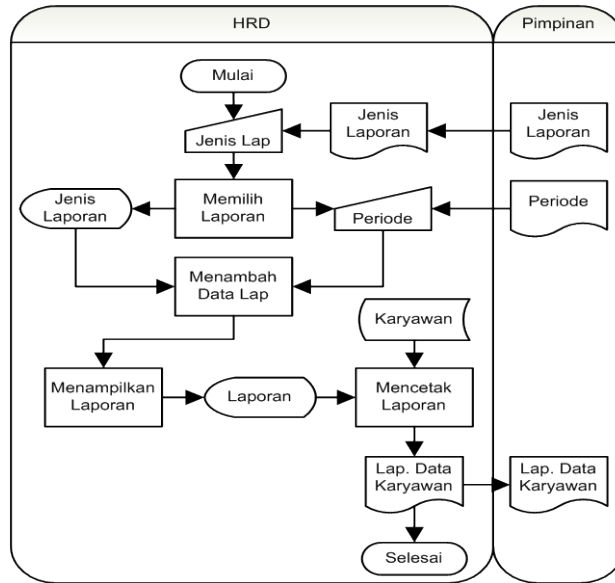 HRD
Pimpinan
Mulai
Jenis Lap
Jenis
Laporan
Jenis
Laporan
Jenis
Laporan
Memilih
Laporan
Periode
Periode
Menambah
Data Lap
Karyawan
Menampilkan
Laporan
Laporan
Mencetak
Laporan
Lap. Data
Karyawan
Lap. Data
Karyawan
Selesai